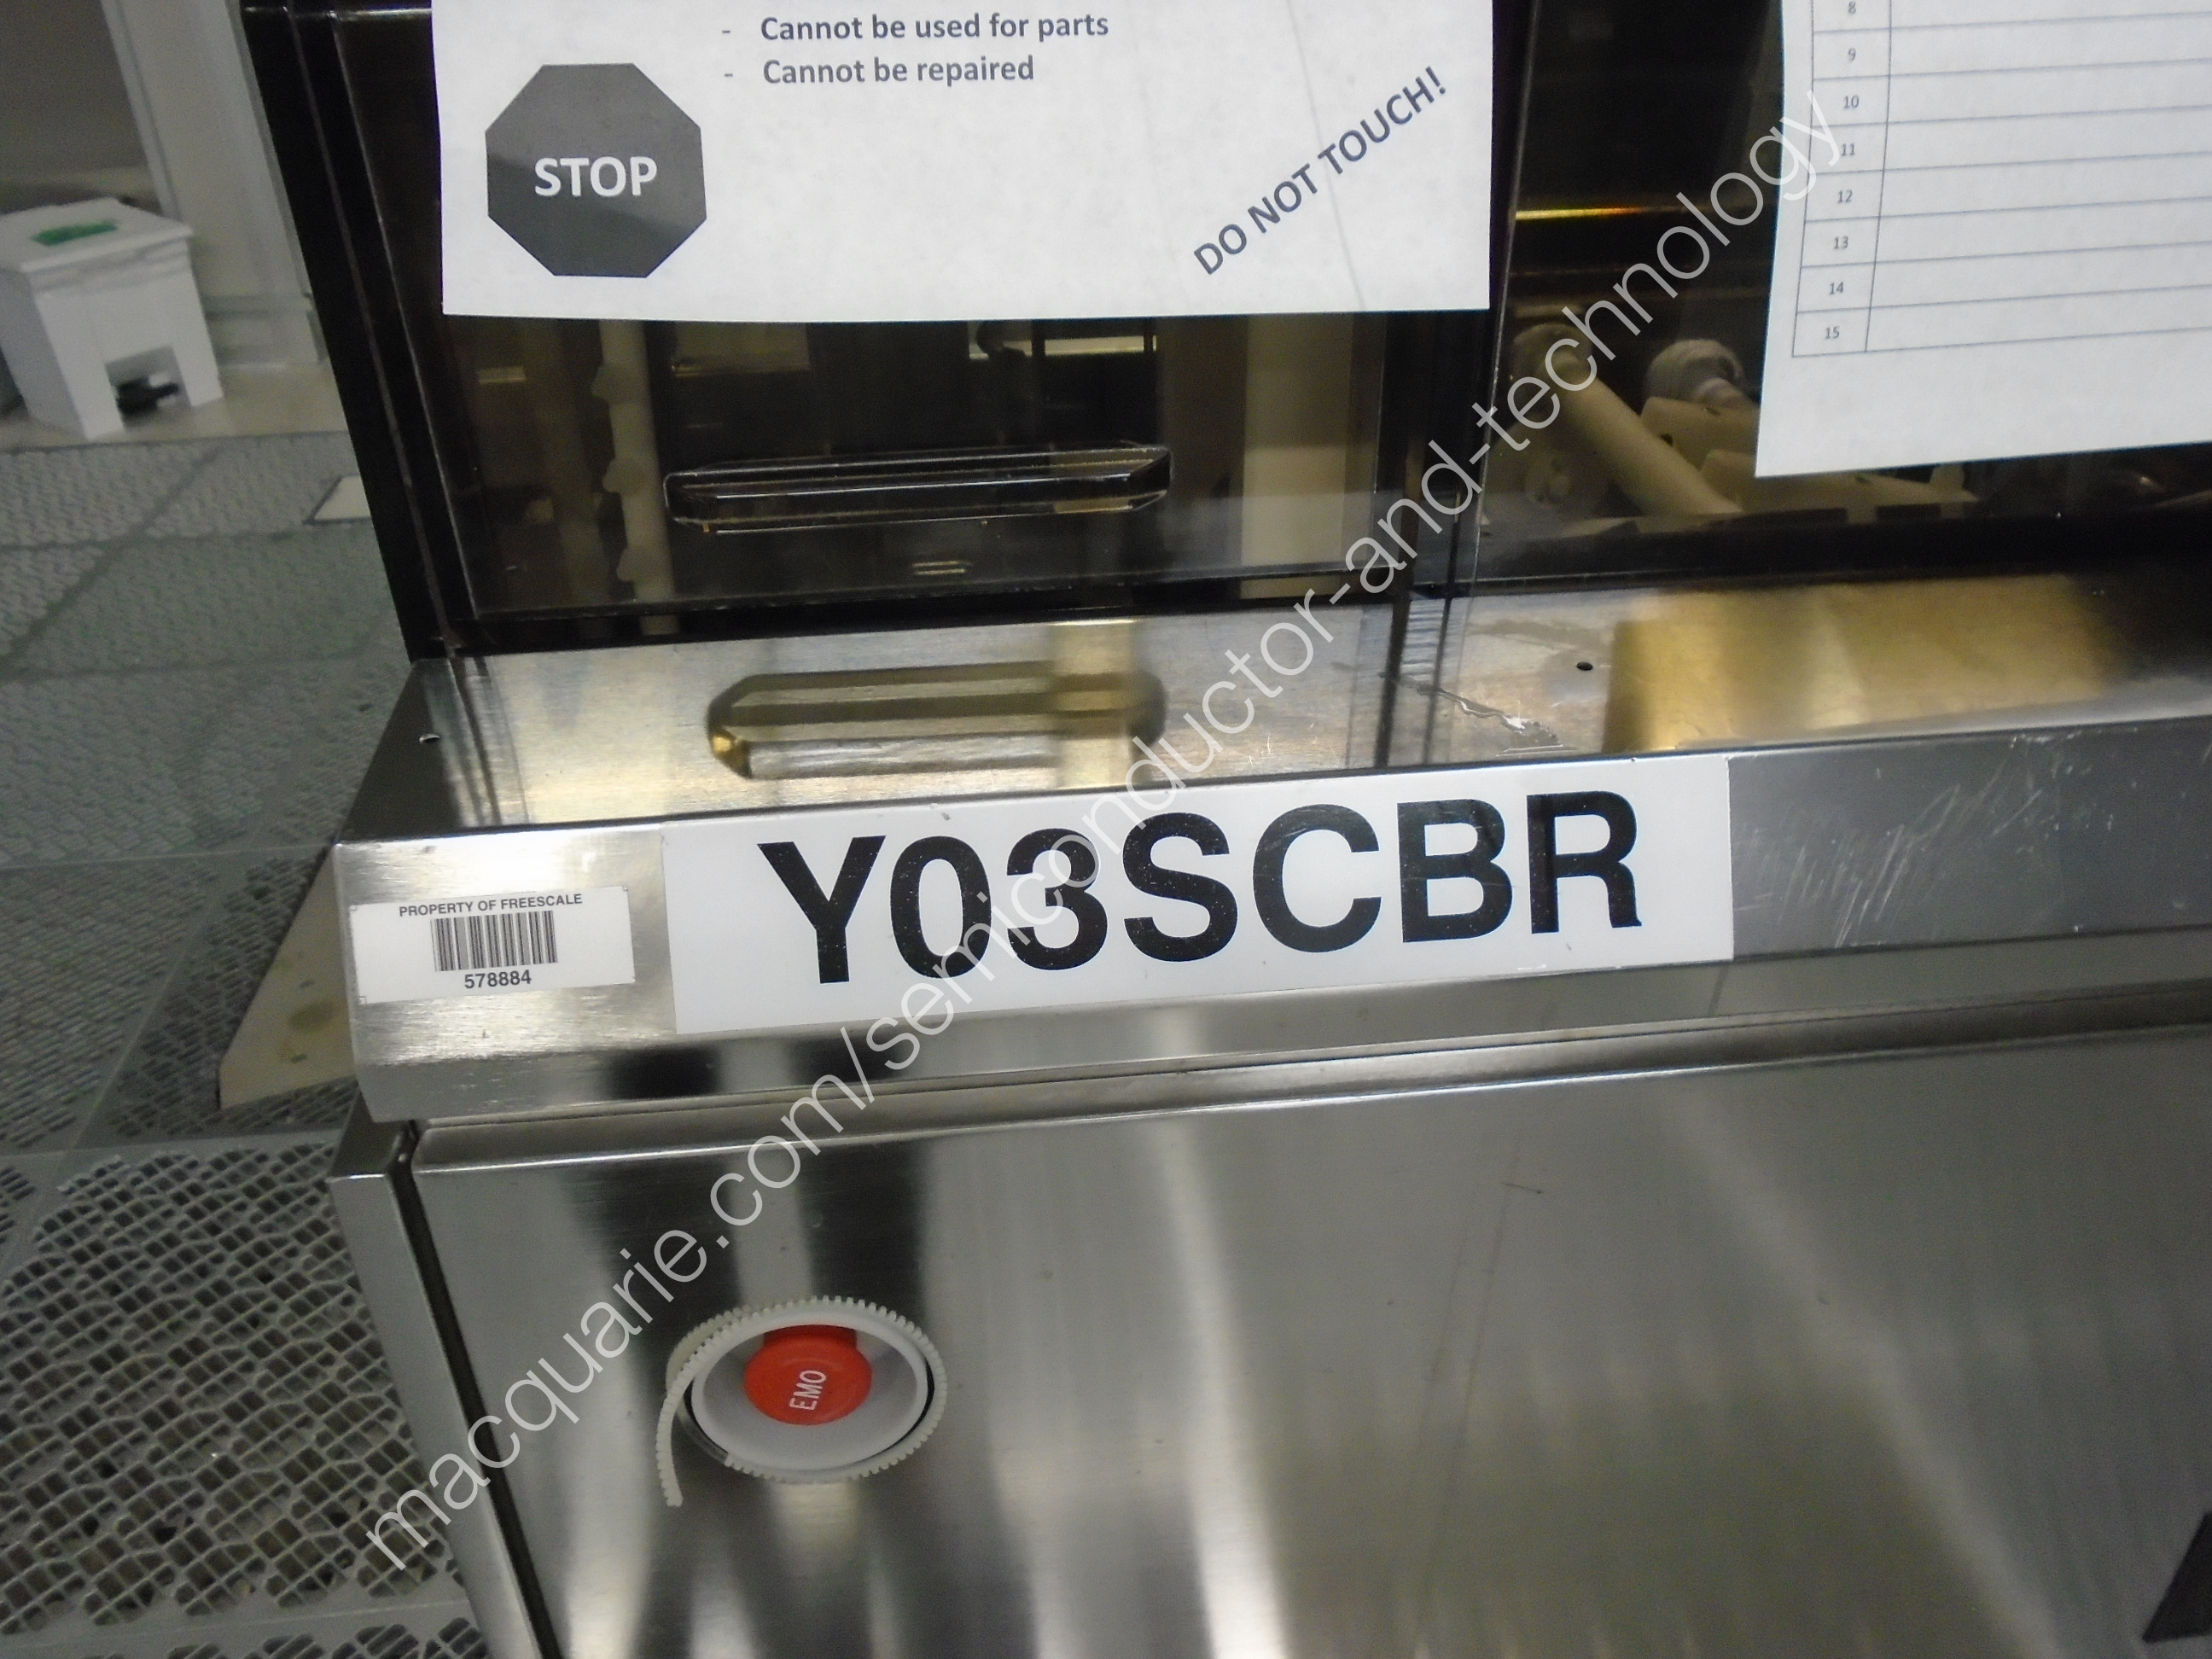 - Cannot be used for parts
- Cannot be repaired
STOP
DO NOT TOUCH!
8
9
10
11
12
13
14
15
PROPERTY OF FREESCALE
578884
Y03SCBR
EMO
macquarie.com/semiconductor-and-technology